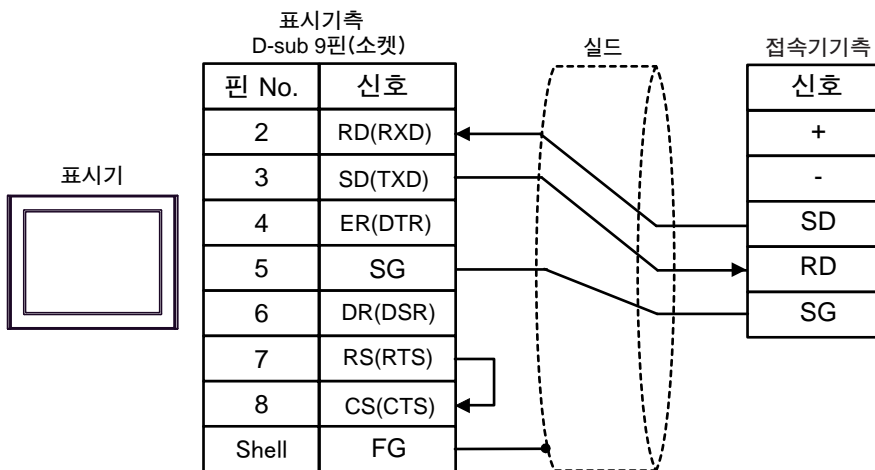 표시기측
D-sub 9핀(소켓)
실드
접속기기측
핀 No. 신호
신호
2 RD(RXD)
+
3 SD(TXD)
-
표시기
4 ER(DTR)
SD
5 SG
RD
6 DR(DSR)
SG
7 RS(RTS)
8 CS(CTS)
Shell FG